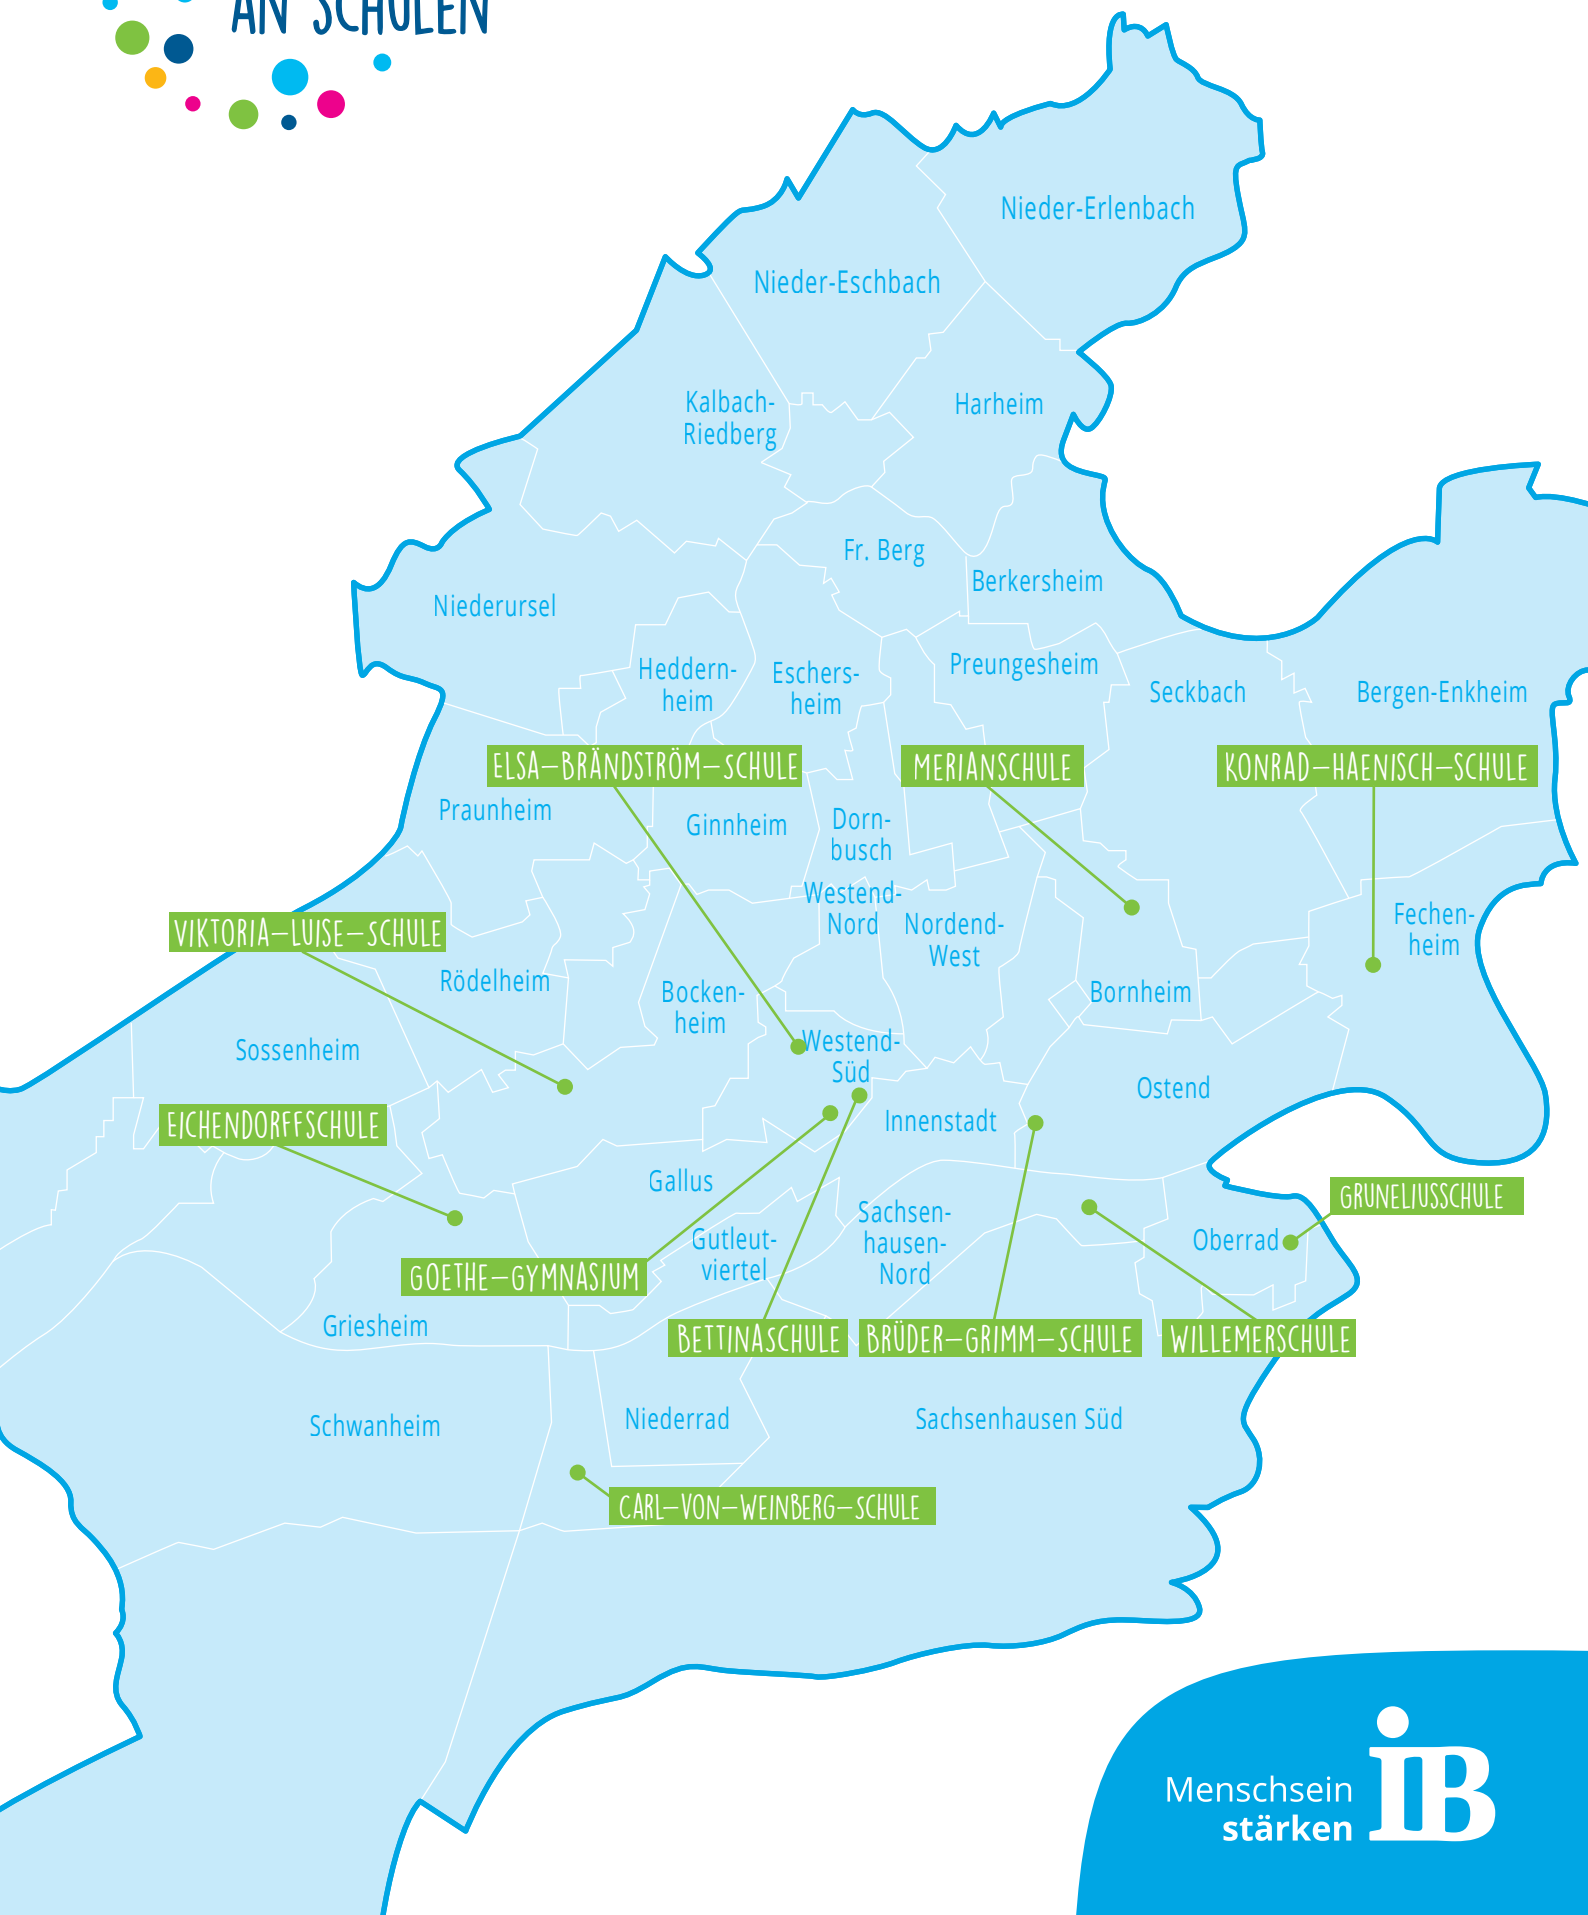 AN SCHULEN
Nieder-Erlenbach
Nieder-Eschbach
Kalbach-
Riedberg
Harheim
Fr. Berg
Berkersheim
Niederursel
Heddern-
heim
Eschers-
heim
Preungesheim
Seckbach
Bergen-Enkheim
ELSA-BRÄNDSTRÖM-SCHULE
MERIANSCHULE
KONRAD-HAENISCH-SCHULE
Praunheim
Ginnheim
Dorn-
busch
Westend-
Nord
Nordend-
West
Fechen-
heim
VIKTORIA-LUISE-SCHULE
Rödelheim
Bocken-
heim
Bornheim
Sossenheim
Westend-
Süd
Ostend
EICHENDORFFSCHULE
Innenstadt
Gallus
GRUNELIUSSCHULE
Sachsen-
hausen-
Nord
Gutleut-
viertel
Oberrad
GOETHE-GYMNASIUM
Griesheim
BETTINASCHULE
BRÜDER-GRIMM-SCHULE
WILLEMERSCHULE
Schwanheim
Niederrad
Sachsenhausen Süd
CARL-VON-WEINBERG-SCHULE
Menschsein
stärken
IB